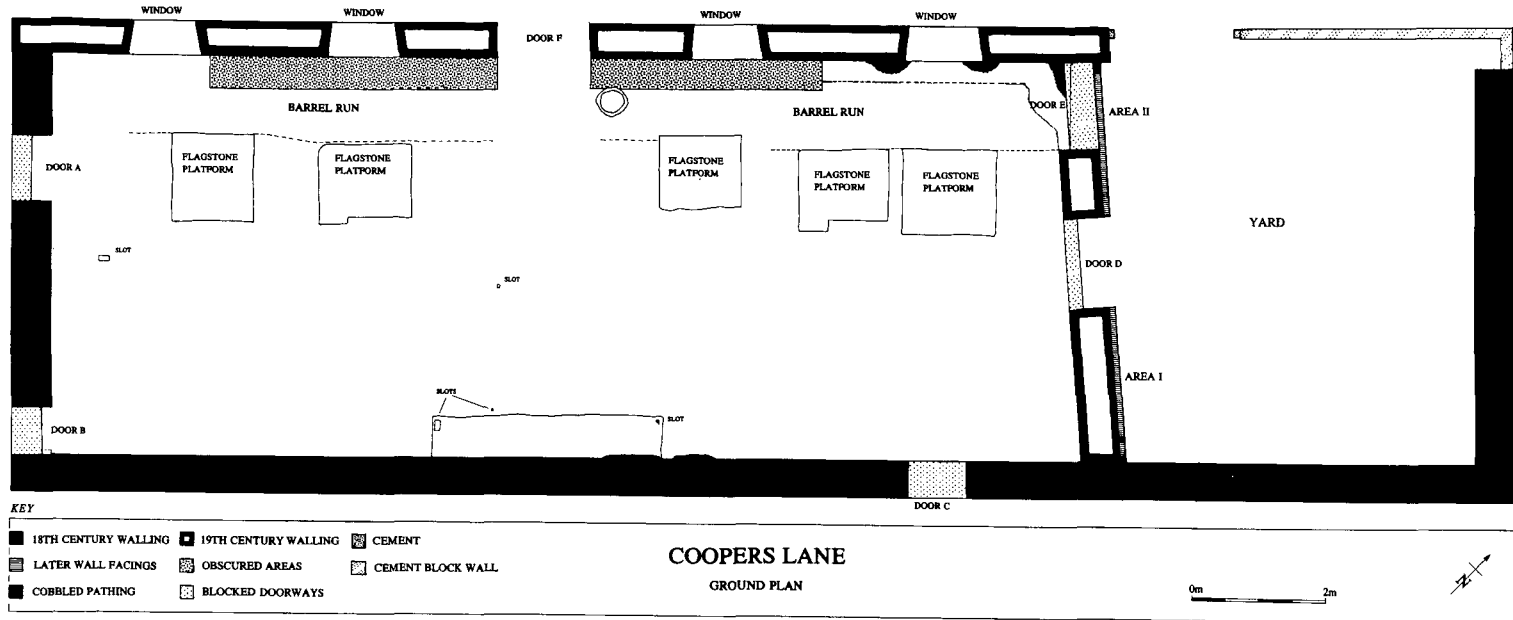 WINDOW
WINDOW
DOOR F
WINDOW
WINDOW
BARREL RUN
BARREL RUN
DOOR E
AREA II
DOOR A
FLAGSTONE
PLATFORM
FLAGSTONE
PLATFORM
FLAGSTONE
PLATFORM
FLAGSTONE
PLATFORM
FLAGSTONE
PLATFORM
YARD
SLOT
SLOT
DOOR D
AREA I
SLOTS
SLOT
DOOR B
DOOR C
KEY
18TH CENTURY WALLING
19TH CENTURY WALLING
CEMENT
LATER WALL FACINGS
OBSCURED AREAS
CEMENT BLOCK WALL
COBBLED PATHING
BLOCKED DOORWAYS
COOPERS LANE
GROUND PLAN
0m
2m
N